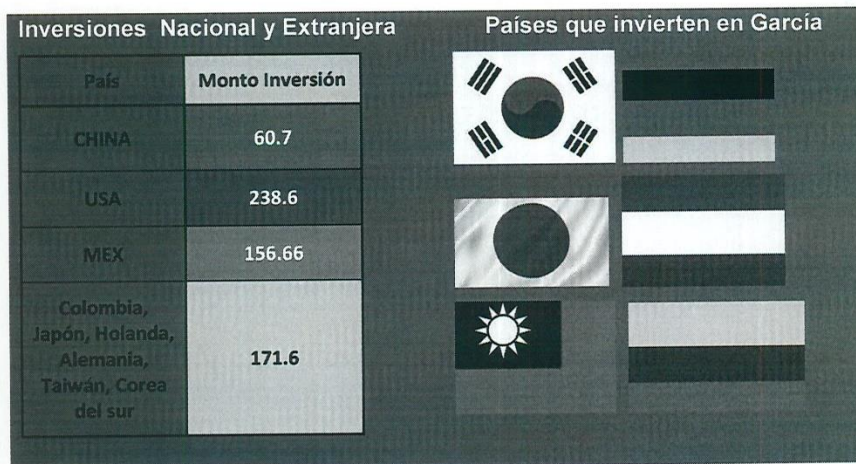 Inversiones Nacional y Extranjera
Países que invierten en García
País Monto Inversión
CHINA 60.7
USA 238.6
MEX 156.66
Colombia,
Japón, Holanda,
Alemania,
Taiwán, Corea
del sur
171.6